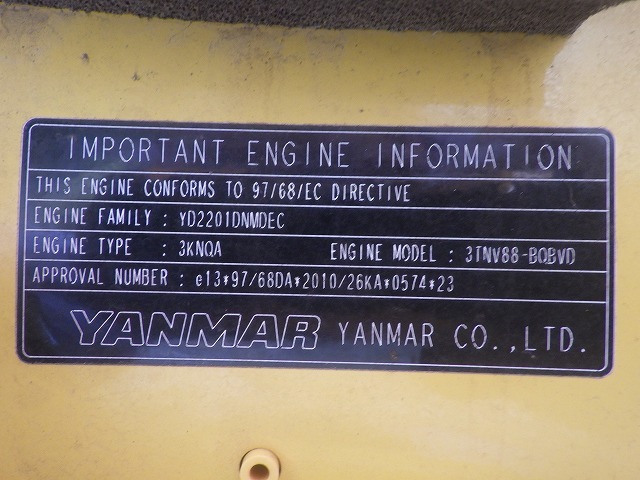 IMPORTANT ENGINE INFORMATION
THIS ENGINE CONFORMS TO 97/68/EC DIRECTIVE
ENGINE FAMILY : YD2201DNMDEC
ENGINE TYPE : 3KNQA ENGINE MODEL : 3TNV88-BQBVD
APPROVAL NUMBER : e13*97/68DA*2010/26KA*0574*23
YANMAR YANMAR CO.,LTD.